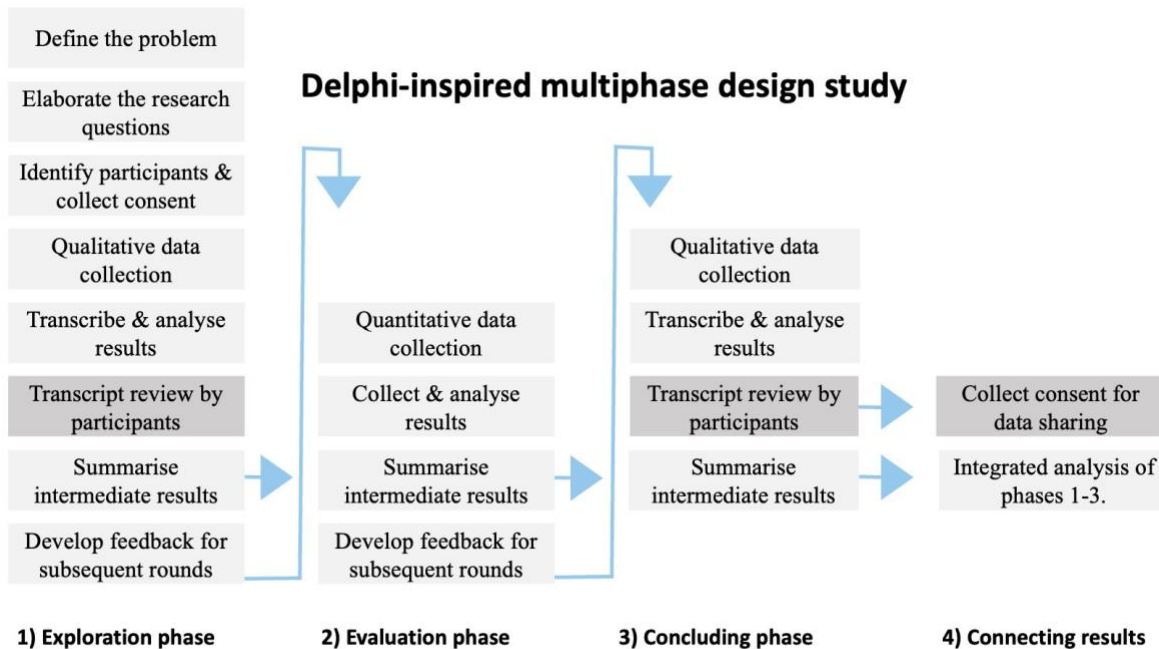 Delphi-inspired multiphase design study
Define the problem
Elaborate the research
questions
Identify participants &
collect consent
Qualitative data
collection
Transcribe & analyse
results
Transcript review by
participants
Summarise
intermediate results
Develop feedback for
subsequent rounds
1) Exploration phase
Quantitative data
collection
Collect & analyse
results
Summarise
intermediate results
Develop feedback for
subsequent rounds
2) Evaluation phase
Qualitative data
collection
Transcribe & analyse
results
Transcript review by
participants
Summarise
intermediate results
3) Concluding phase
Collect consent for
data sharing
Integrated analysis of
phases 1-3.
4) Connecting results